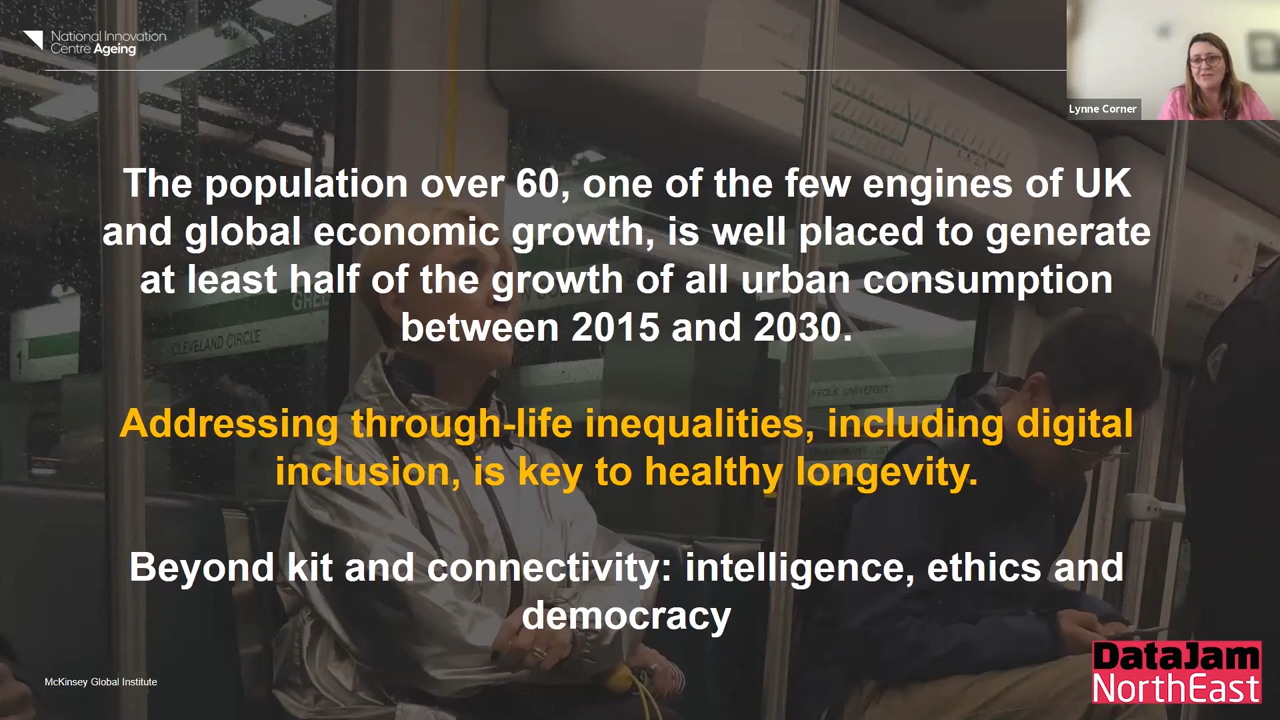 National Innovation
Centre Ageing
Lynne Corner
The population over 60, one of the few engines of UK
and global economic growth, is well placed to generate
at least half of the growth of all urban consumption
between 2015 and 2030.
CLEVELAND CIRCLE
Addressing through-life inequalities, including digital
inclusion, is key to healthy longevity.
Beyond kit and connectivity: intelligence, ethics and
democracy
McKinsey Global Institute
DataJam
NorthEast